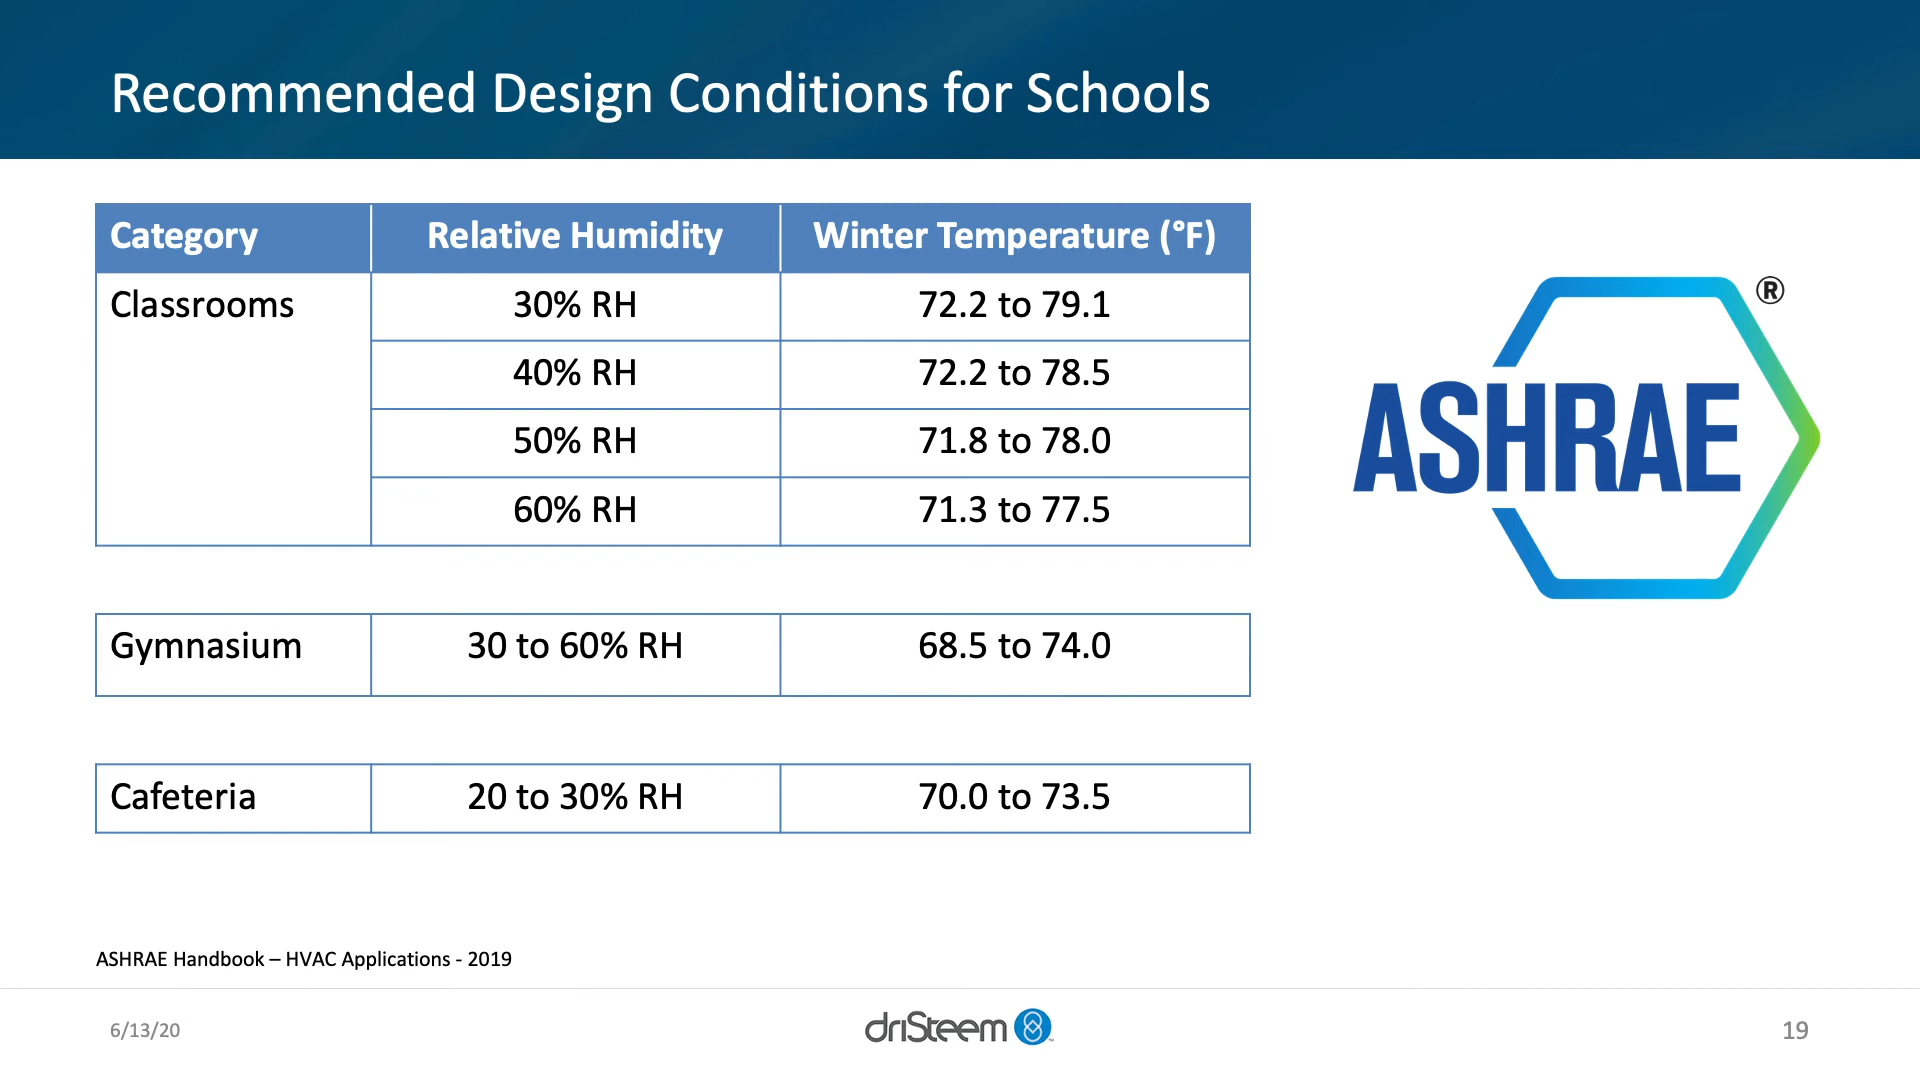 Recommended Design Conditions for Schools
Category Relative Humidity Winter Temperature (°F)
Classrooms 30% RH 72.2 to 79.1
40% RH 72.2 to 78.5
50% RH 71.8 to 78.0
60% RH 71.3 to 77.5
Gymnasium 30 to 60% RH 68.5 to 74.0
Cafeteria 20 to 30% RH 70.0 to 73.5
ASHRAE ®
ASHRAE Handbook – HVAC Applications - 2019
6/13/20 driSteem ™ 19